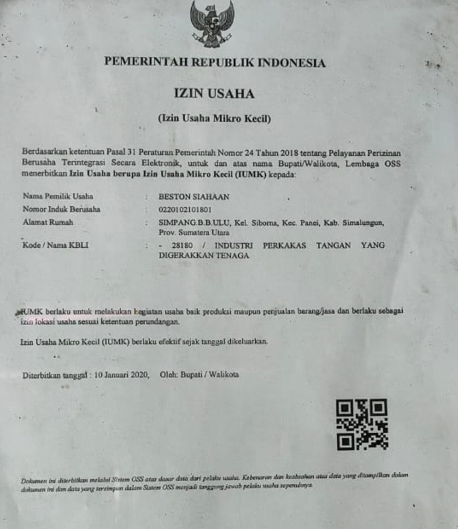 PEMERINTAH REPUBLIK INDONESIA
IZIN USAHA
(Izin Usaha Mikro Kecil)
Berdasarkan ketentuan Pasal 31 Peraturan Pemerintah Nomor 24 Tahun 2018 tentang Pelayanan Perizinan
Berusaha Terintegrasi Secara Elektronik, untuk dan atas nama Bupati/Walikota, Lembaga OSS
menerbitkan Izin Usaha berupa Izin Usaha Mikro Kecil (IUMK) kepada:
Nama Pemilik Usaha : BESTON SIAHAAN
Nomor Induk Berusaha : 0220102101801
Alamat Rumah : SIMPANG.B.B.ULU, Kel. Siborna, Kec. Panei, Kab. Simalungun,
Prov. Sumatera Utara
Kode / Nama KBLI : - 28180 / INDUSTRI PERKAKAS TANGAN YANG
DIGERAKKAN TENAGA
IUMK berlaku untuk melakukan kegiatan usaha baik produksi maupun penjualan barang/jasa dan berlaku sebagai
izin lokasi usaha sesuai ketentuan perundangan.
Izin Usaha Mikro Kecil (IUMK) berlaku efektif sejak tanggal dikeluarkan.
Diterbitkan tanggal : 10 Januari 2020, Oleh: Bupati / Walikota
Dokumen ini diterbitkan melalui Sistem OSS atas dasar data dari pelaku usaha. Kebenaran dan keabsahan atas data yang ditampilkan dalam
dokumen ini dan data yang tersimpan dalam Sistem OSS menjadi tanggung jawab pelaku usaha sepenuhnya.